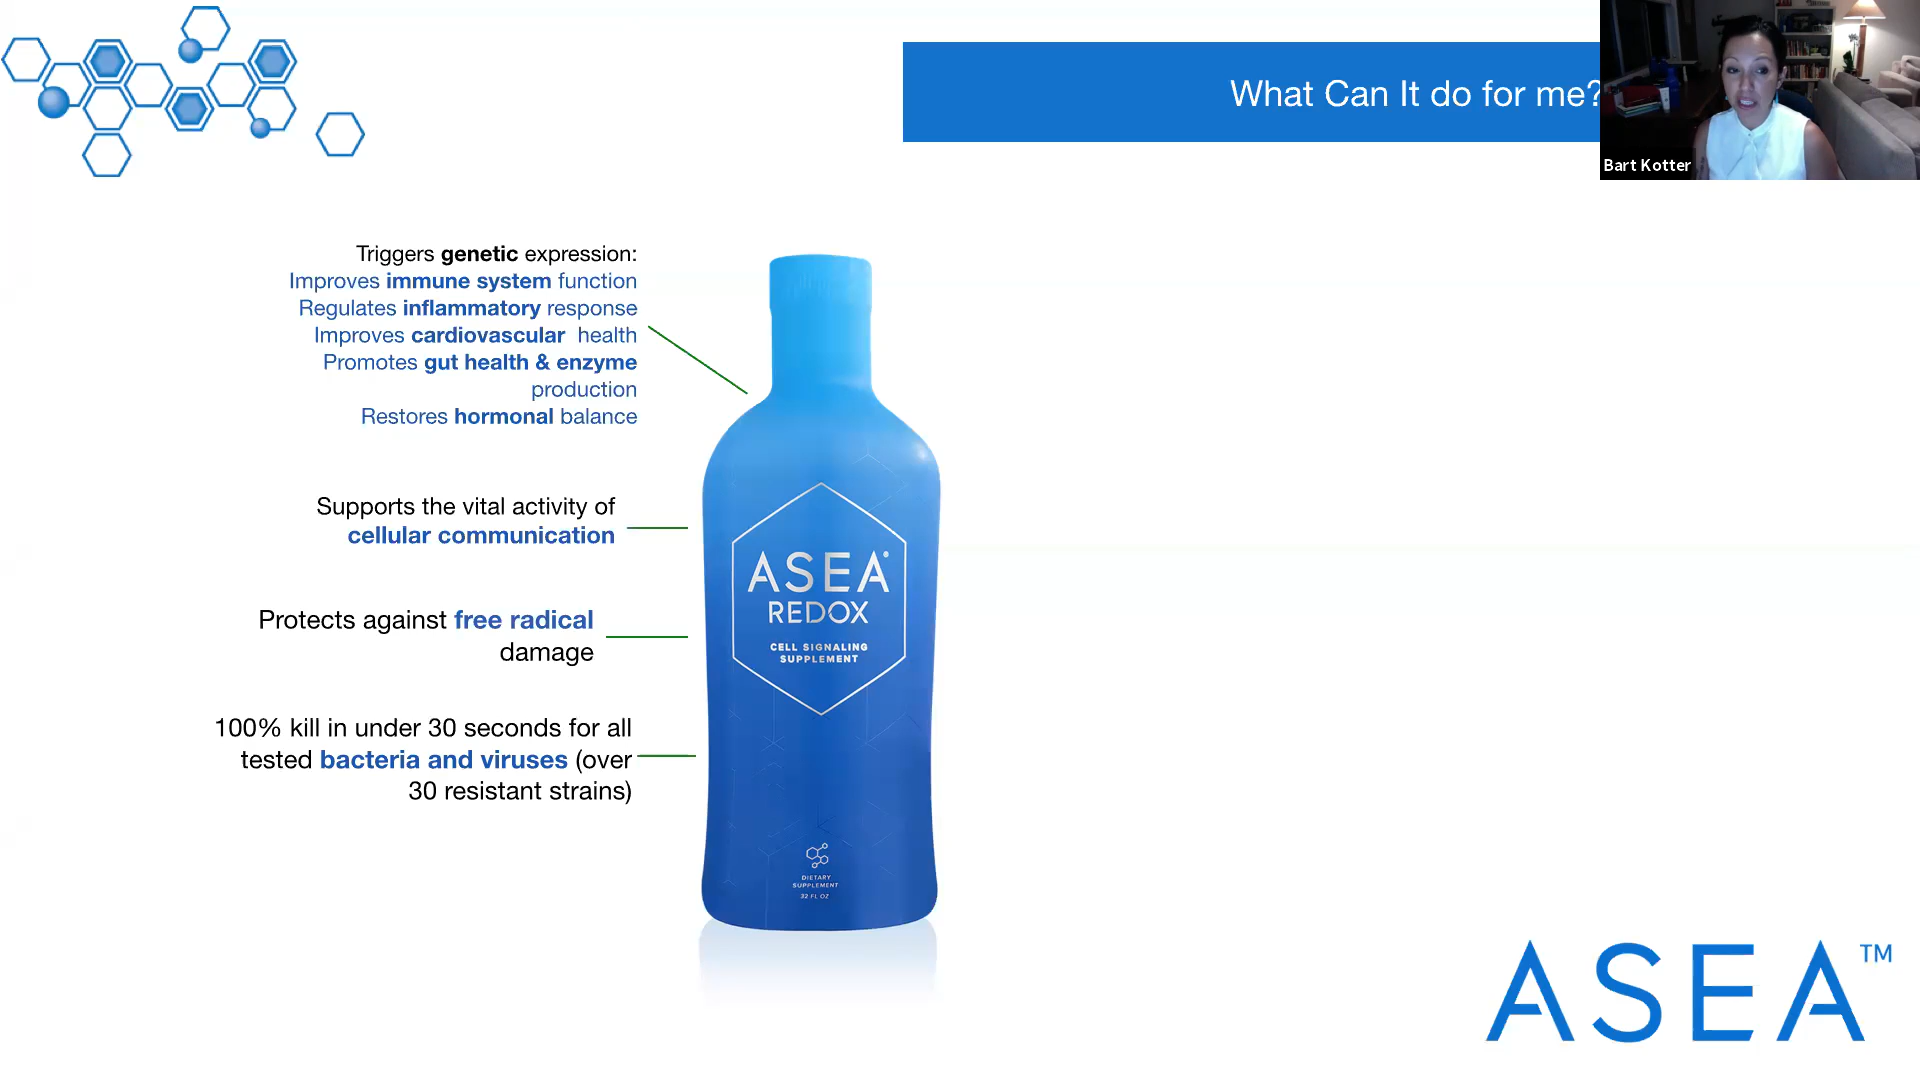 What Can It do for me?
Bart Kotter
Triggers genetic expression:
Improves immune system function
Regulates inflammatory response
Improves cardiovascular health
Promotes gut health & enzyme
production
Restores hormonal balance
Supports the vital activity of
cellular communication
Protects against free radical
damage
100% kill in under 30 seconds for all
tested bacteria and viruses (over
30 resistant strains)
ASEA®
REDOX
CELL SIGNALING
SUPPLEMENT
DIETARY
SUPPLEMENT
32 FL OZ
ASEA™